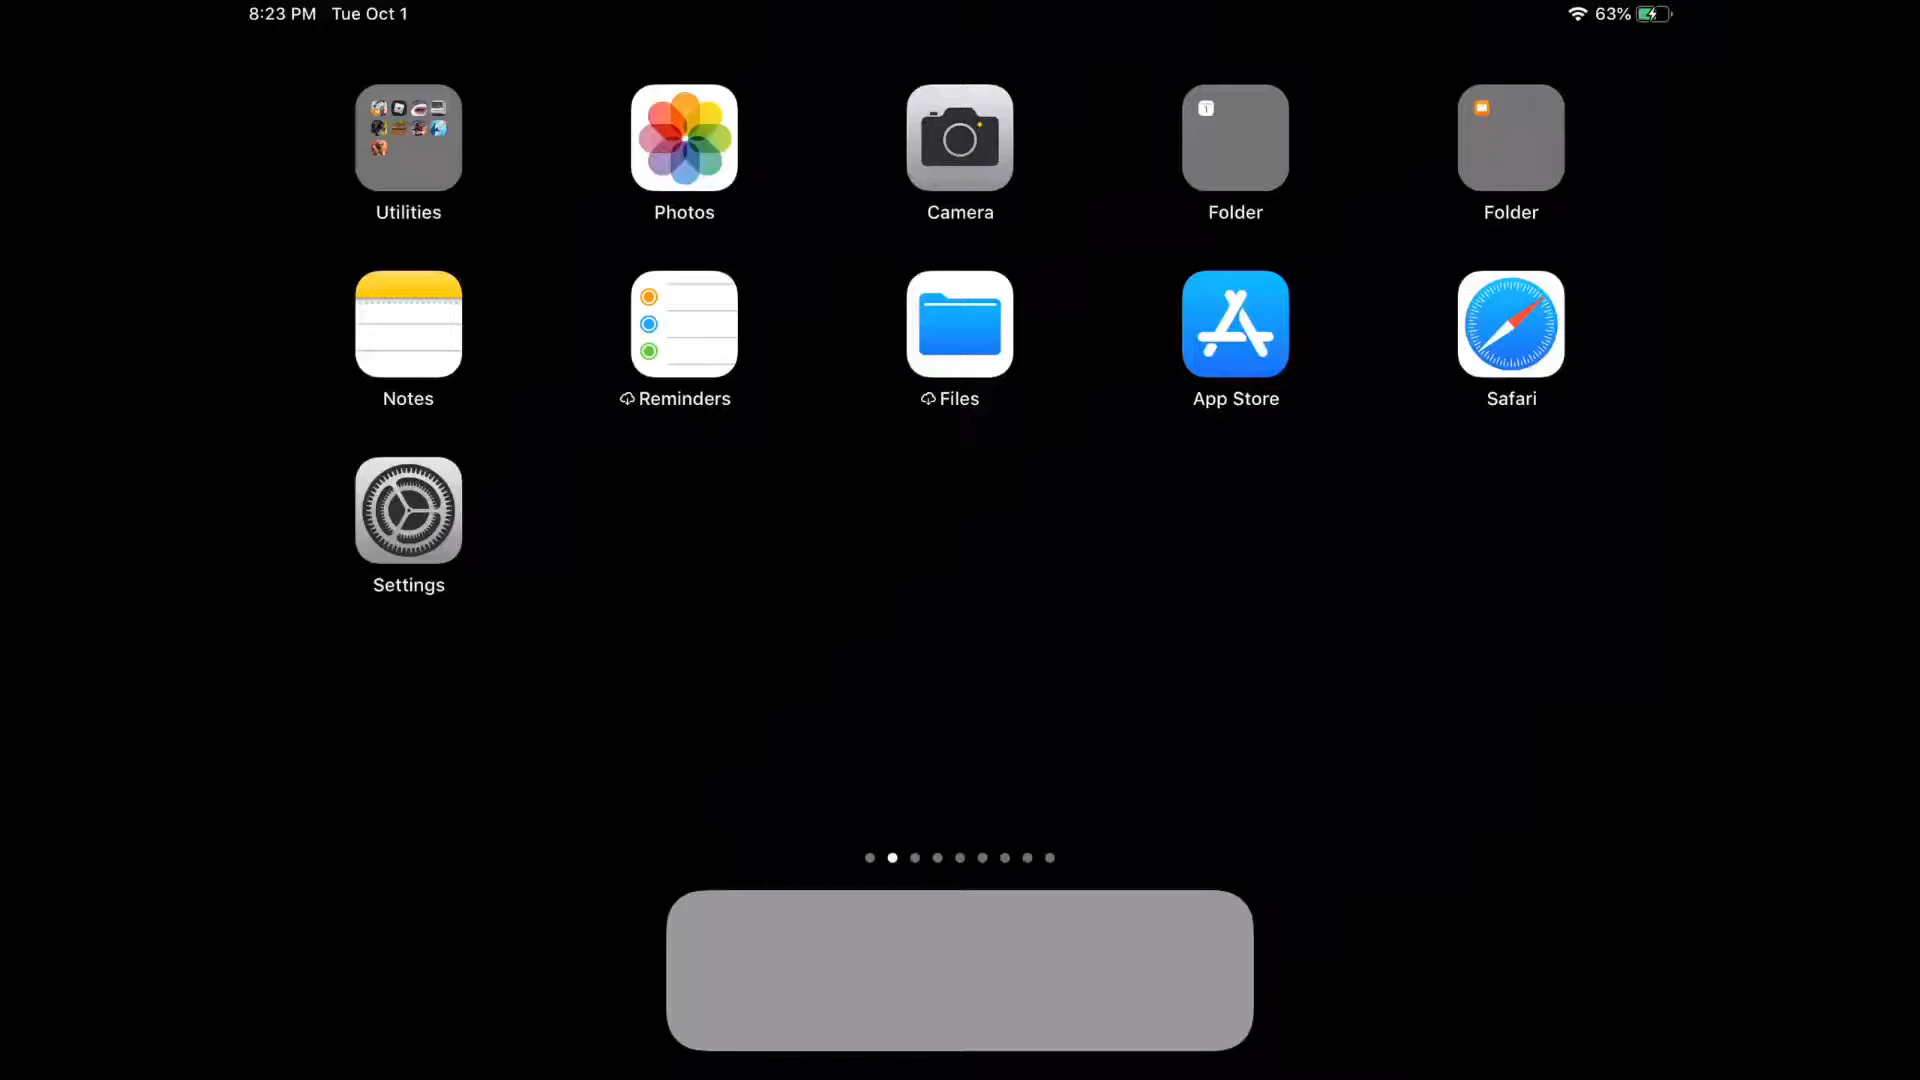 8:23 PM Tue Oct 1
63%
Utilities
Photos
Camera
1
Folder
Folder
Notes
Reminders
Files
App Store
Safari
Settings